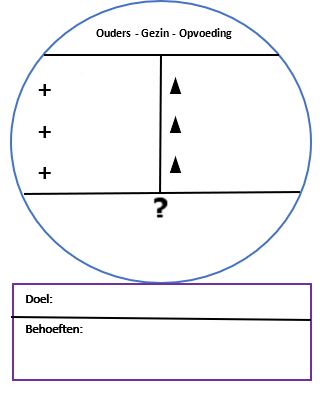 Ouders - Gezin - Opvoeding
+
+
+
?
Doel:
Behoeften: